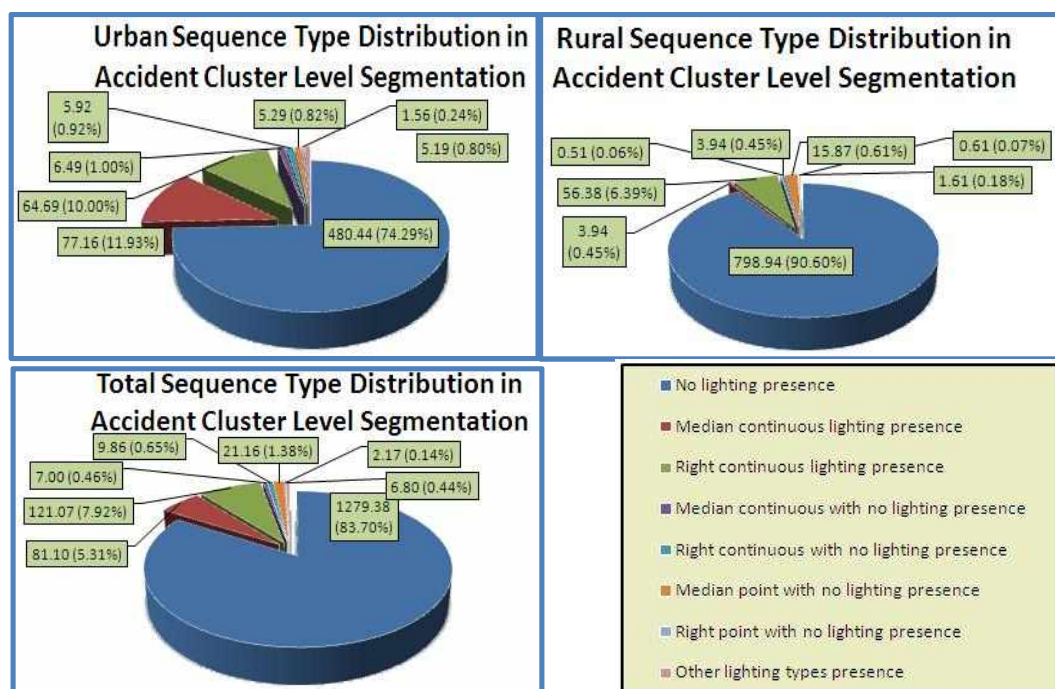 Urban Sequence Type Distribution in
Accident Cluster Level Segmentation
5.92
(0.92%)
5.29 (0.82%)
1.56 (0.24%)
6.49 (1.00%)
5.19 (0.80%)
64.69 (10.00%)
77.16 (11.93%)
480.44 (74.29%)
Rural Sequence Type Distribution in
Accident Cluster Level Segmentation
0.51 (0.06%)
3.94 (0.45%)
15.87 (0.61%)
0.61 (0.07%)
56.38 (6.39%)
1.61 (0.18%)
3.94
(0.45%)
798.94 (90.60%)
Total Sequence Type Distribution in
Accident Cluster Level Segmentation
9.86 (0.65%)
21.16 (1.38%)
2.17 (0.14%)
7.00 (0.46%)
6.80 (0.44%)
121.07 (7.92%)
1279.38
(83.70%)
81.10 (5.31%)
No lighting presence
Median continuous lighting presence
Right continuous lighting presence
Median continuous with no lighting presence
Right continuous with no lighting presence
Median point with no lighting presence
Right point with no lighting presence
Other lighting types presence